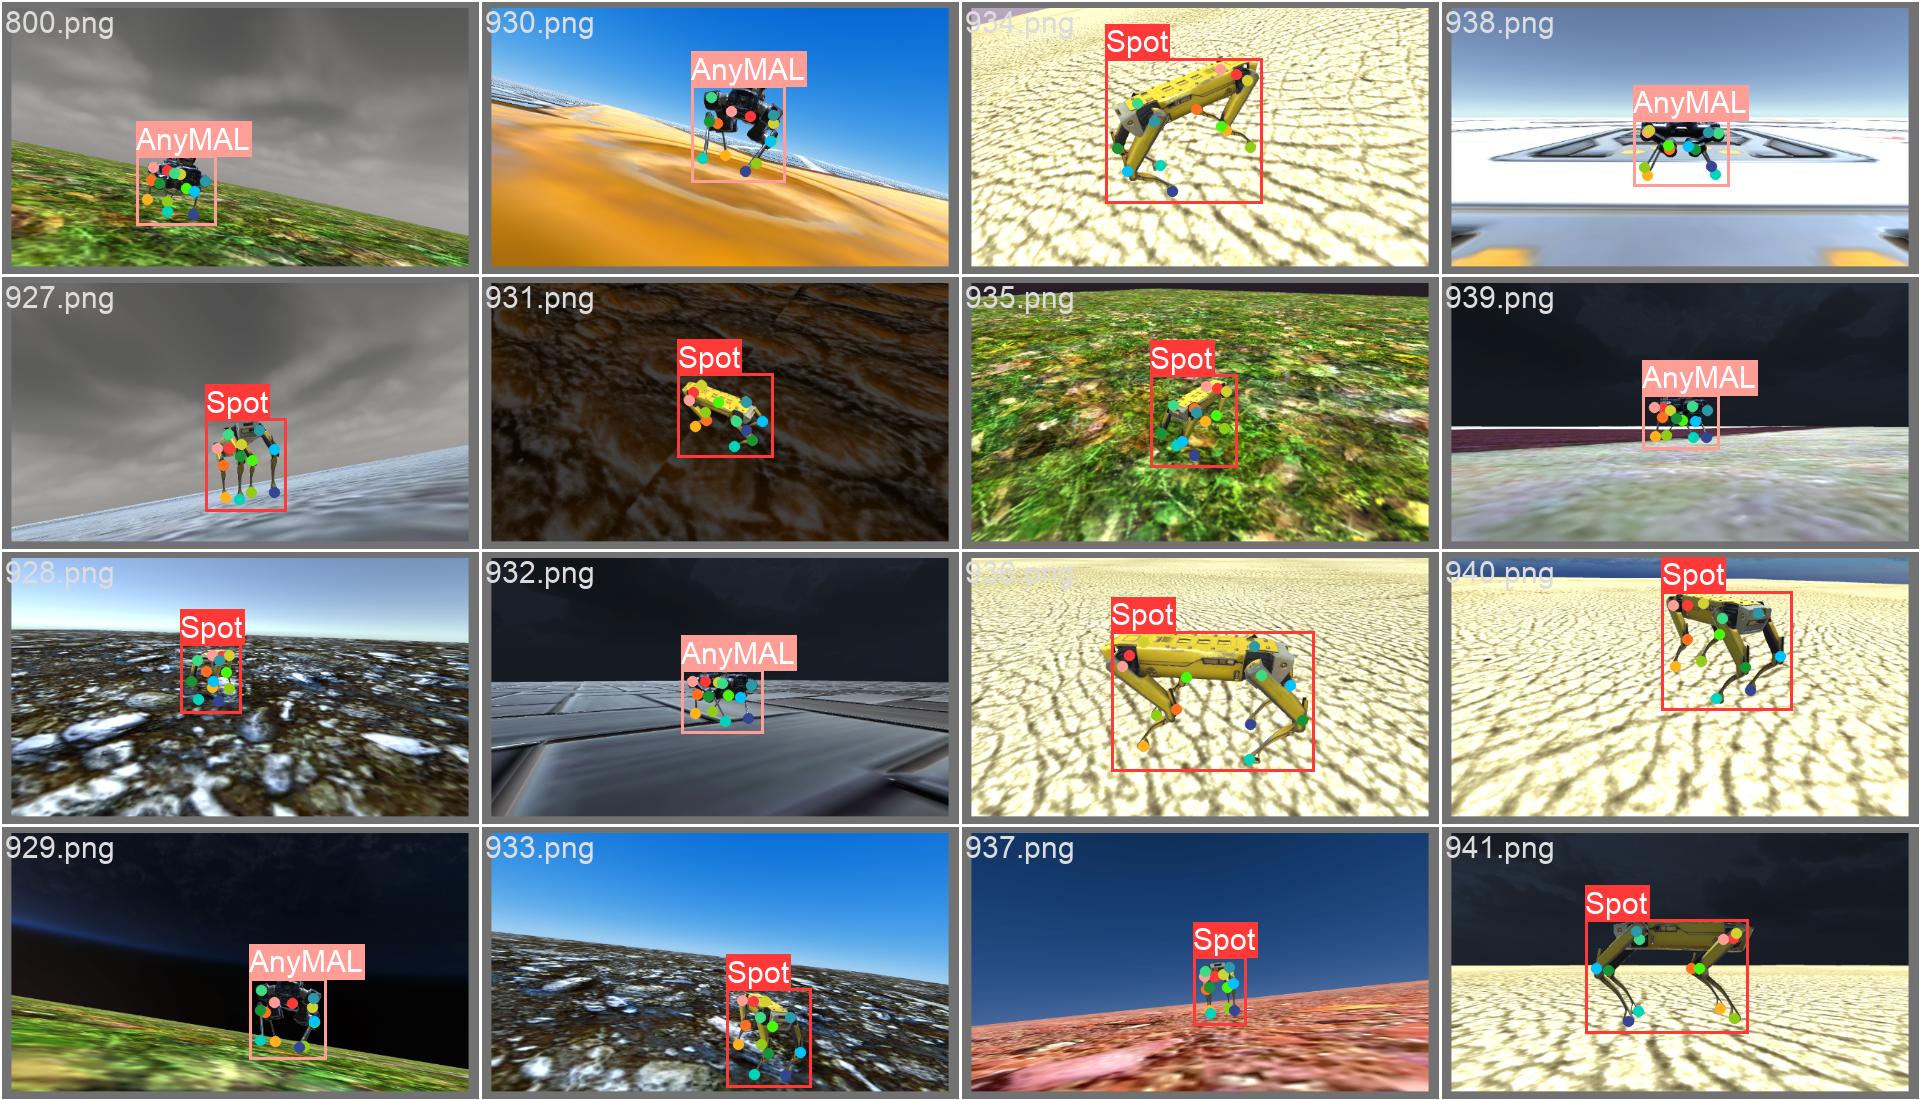 800.png
AnyMAL
930.png
AnyMAL
934.png
Spot
938.png
AnyMAL
927.png
Spot
931.png
Spot
935.png
Spot
939.png
AnyMAL
928.png
Spot
932.png
AnyMAL
936.png
Spot
940.png
Spot
929.png
AnyMAL
933.png
Spot
937.png
Spot
941.png
Spot